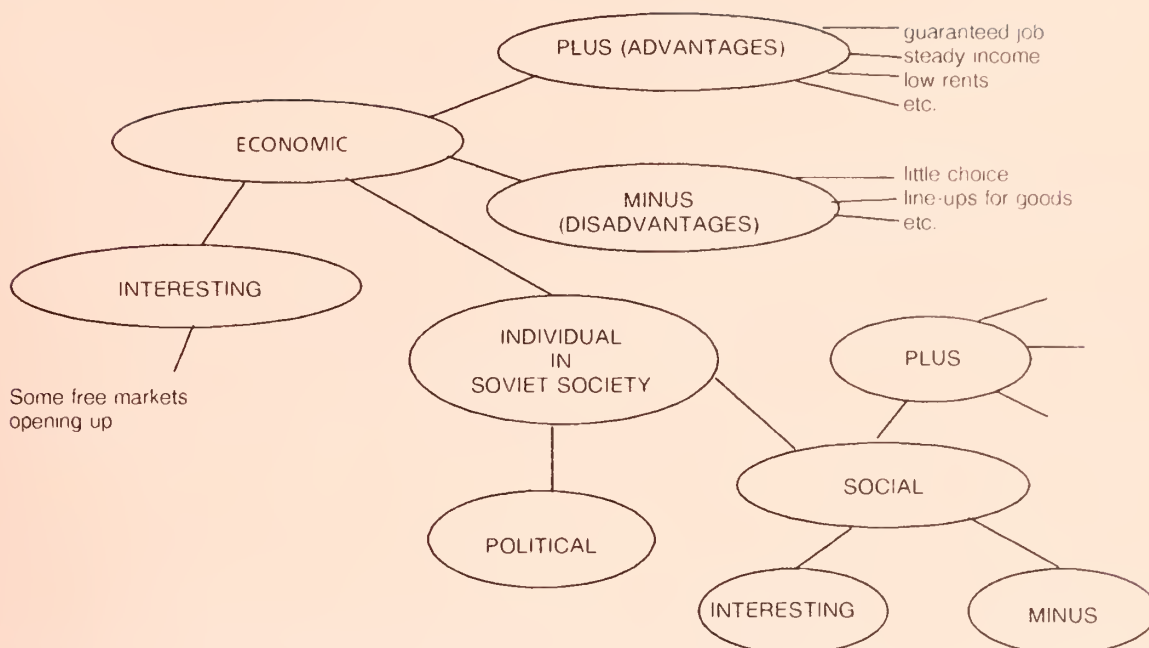 PLUS (ADVANTAGES)
guaranteed job
steady income
low rents
etc.
ECONOMIC
MINUS
(DISADVANTAGES)
little choice
line-ups for goods
etc.
INTERESTING
Some free markets
opening up
INDIVIDUAL
IN
SOVIET SOCIETY
PLUS
SOCIAL
POLITICAL
INTERESTING
MINUS